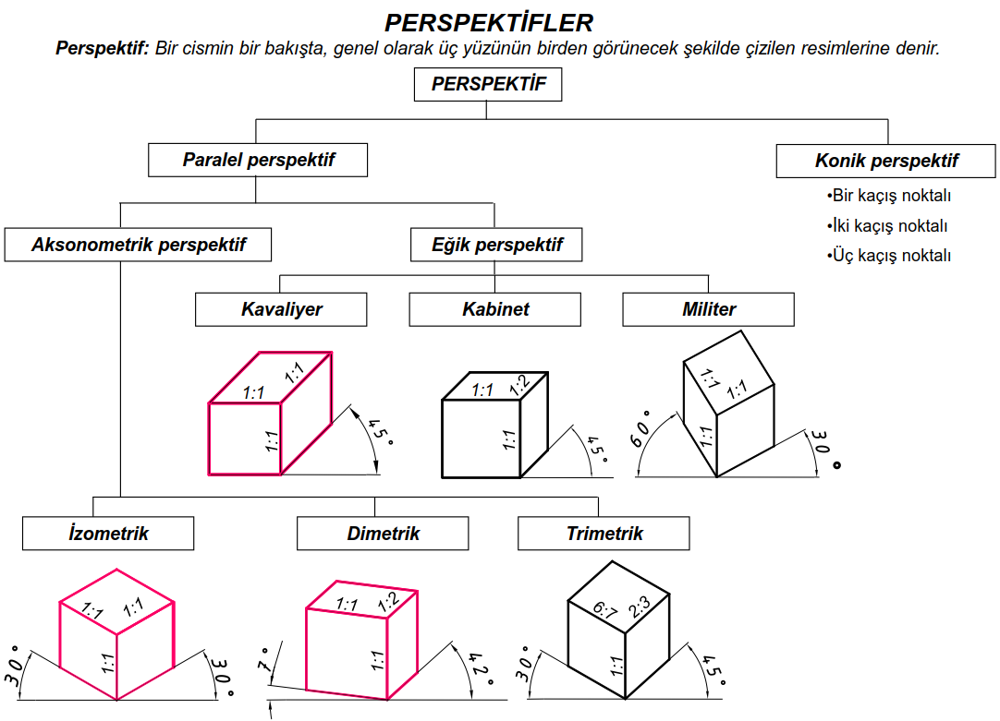 PERSPEKTİFLER
Perspektif: Bir cismin bir bakışta, genel olarak üç yüzünün birden görünecek şekilde çizilen resimlerine denir.
PERSPEKTİF
Paralel perspektif
Konik perspektif
•Bir kaçış noktalı
•İki kaçış noktalı
•Üç kaçış noktalı
Aksonometrik perspektif
Eğik perspektif
Kavaliyer
Kabinet
Militer
1:1
1:1
1:1
45°
1:1
1:2
1:1
45°
1:1
1:1
1:1
60°
30°
İzometrik
Dimetrik
Trimetrik
1:1
1:1
1:1
30°
30°
1:1
1:2
1:1
7°
42°
6:7
2:3
1:1
30°
45°